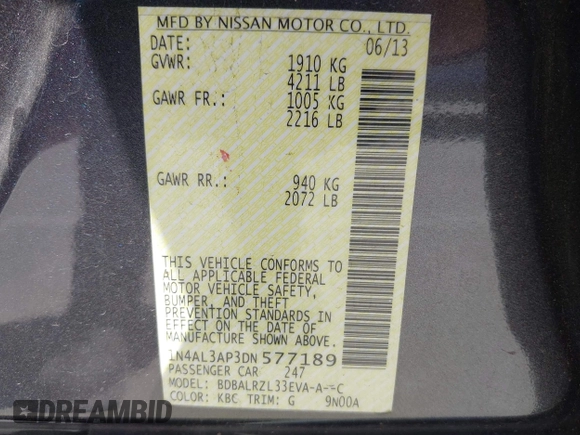 MFD BY NISSAN MOTOR CO., LTD.
DATE: 06/13
GVWR: 1910 KG
4211 LB
GAWR FR.: 1005 KG
2216 LB
GAWR RR.: 940 KG
2072 LB
THIS VEHICLE CONFORMS TO
ALL APPLICABLE FEDERAL
MOTOR VEHICLE SAFETY,
BUMPER, AND THEFT
PREVENTION STANDARDS IN
EFFECT ON THE DATE OF
MANUFACTURE SHOWN ABOVE.
1N4AL3AP3DN577189
PASSENGER CAR 247
MODEL: BDBALRZL33EVA-A-=C
COLOR: KBC TRIM: G 9N00A
DREAMBID